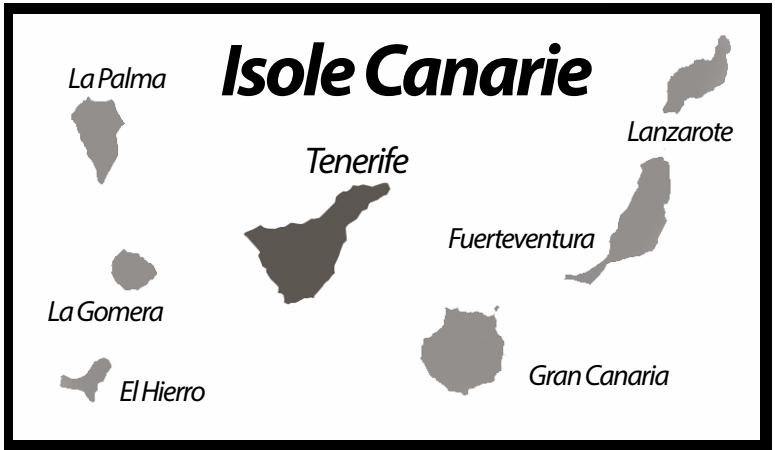 Isole Canarie
La Palma
Lanzarote
Tenerife
Fuerteventura
La Gomera
Gran Canaria
El Hierro